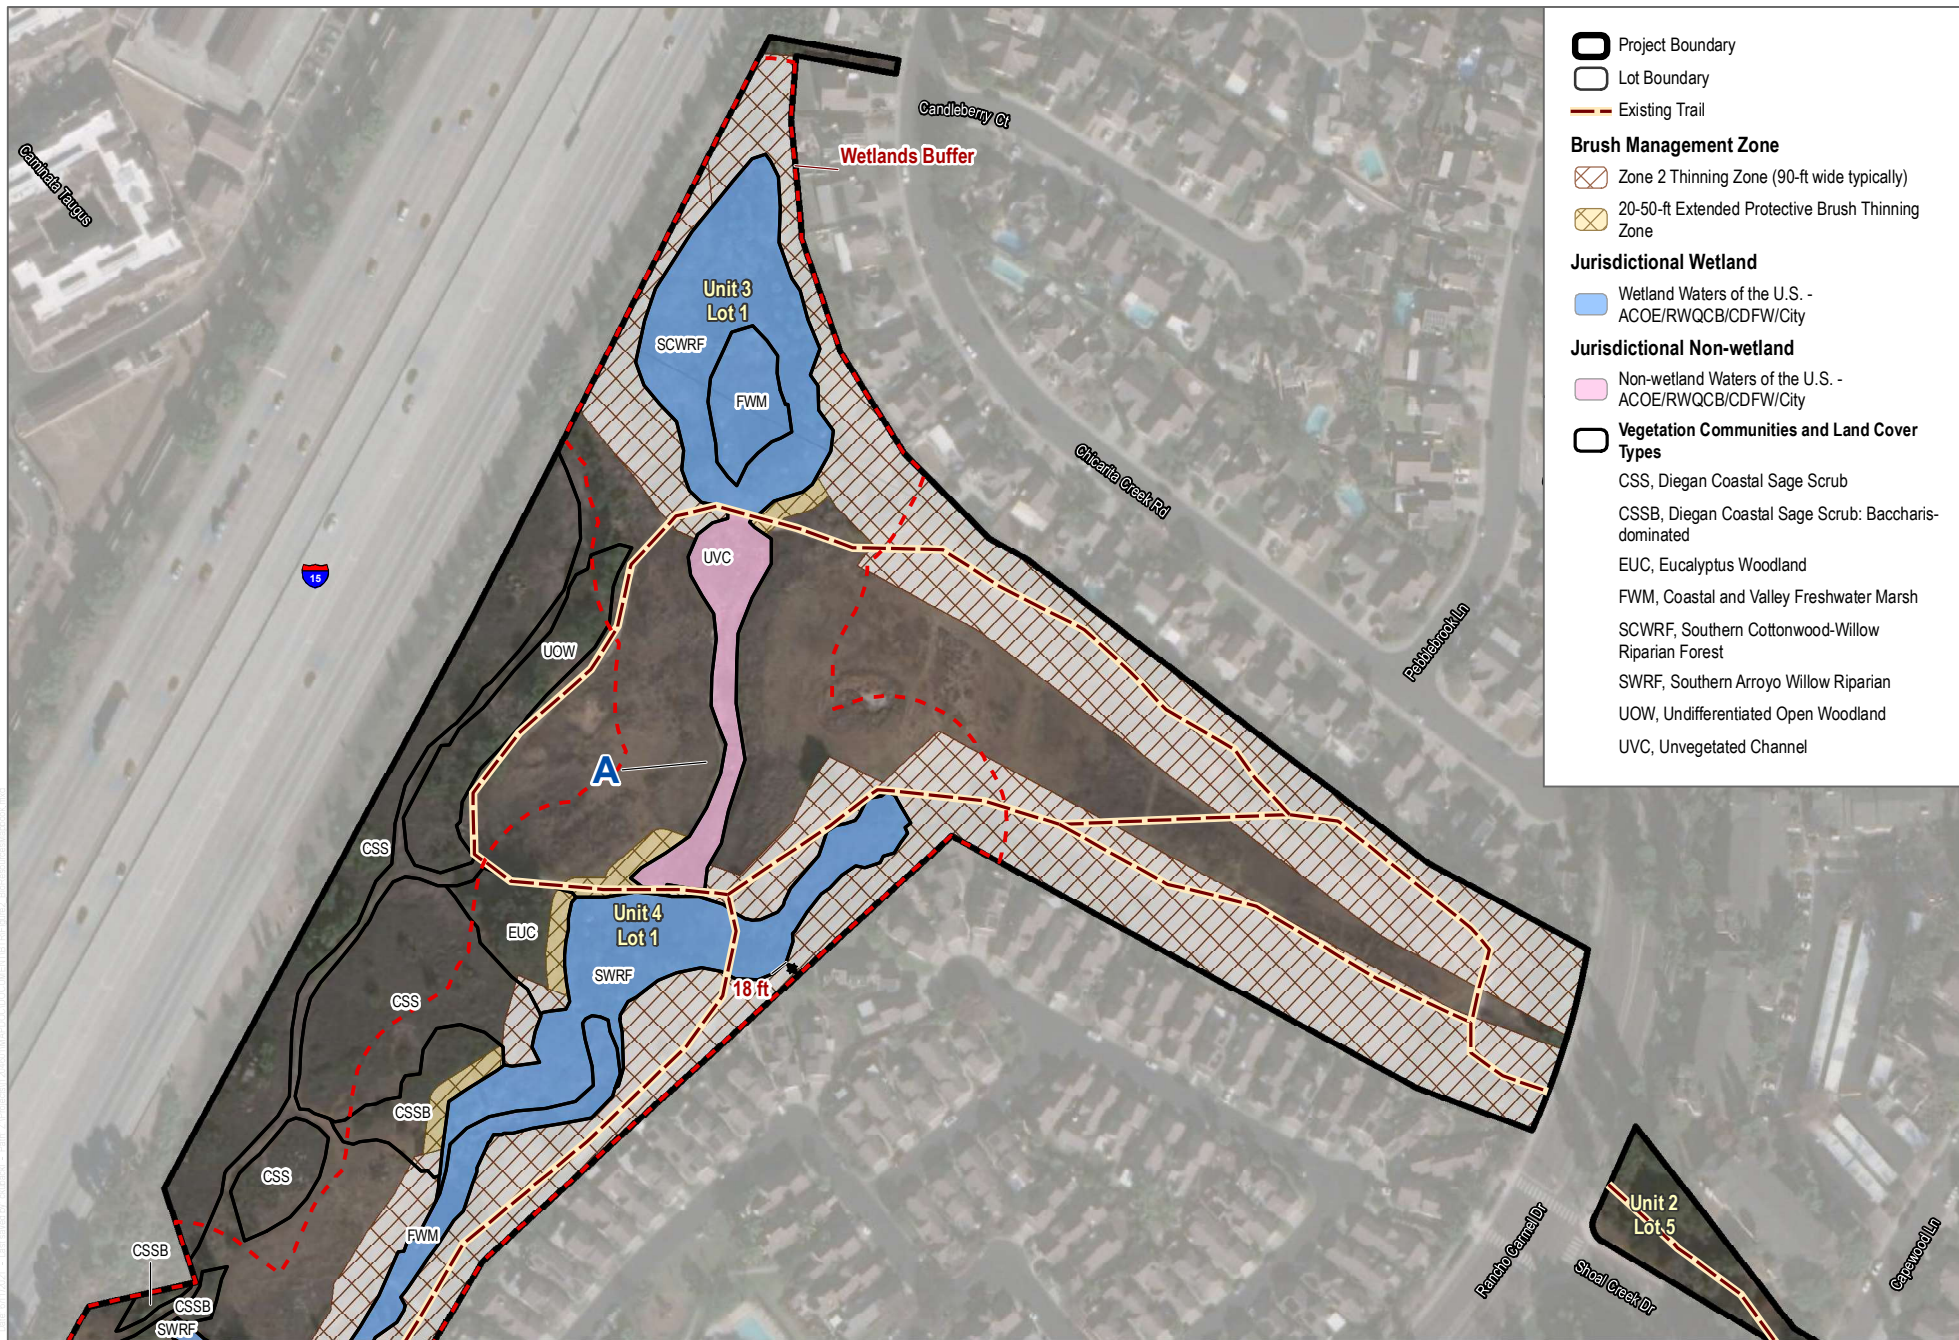 Project Boundary
Lot Boundary
Existing Trail
Brush Management Zone
Zone 2 Thinning Zone (90-ft wide typically)
20-50-ft Extended Protective Brush Thinning
Zone
Jurisdictional Wetland
Wetland Waters of the U.S. -
ACOE/RWQCB/CDFW/City
Jurisdictional Non-wetland
Non-wetland Waters of the U.S. -
ACOE/RWQCB/CDFW/City
Vegetation Communities and Land Cover
Types
CSS, Diegan Coastal Sage Scrub
CSSB, Diegan Coastal Sage Scrub: Baccharis-
dominated
EUC, Eucalyptus Woodland
FWM, Coastal and Valley Freshwater Marsh
SCWRF, Southern Cottonwood-Willow
Riparian Forest
SWRF, Southern Arroyo Willow Riparian
UOW, Undifferentiated Open Woodland
UVC, Unvegetated Channel
Candleberry Ct
Wetlands Buffer
Caminata Taugus
Unit 3
Lot 1
SCWRF
FWM
Chicarita Creek Rd
UVC
15
UOW
Pebblebrook Ln
A
CSS
Unit 4
Lot 1
EUC
SWRF
18 ft
CSS
CSSB
CSS
FWM
Unit 2
Lot 5
Rancho Carmel Dr
Shoal Creek Dr
Capewood Ln
CSSB
CSSB
SWRF